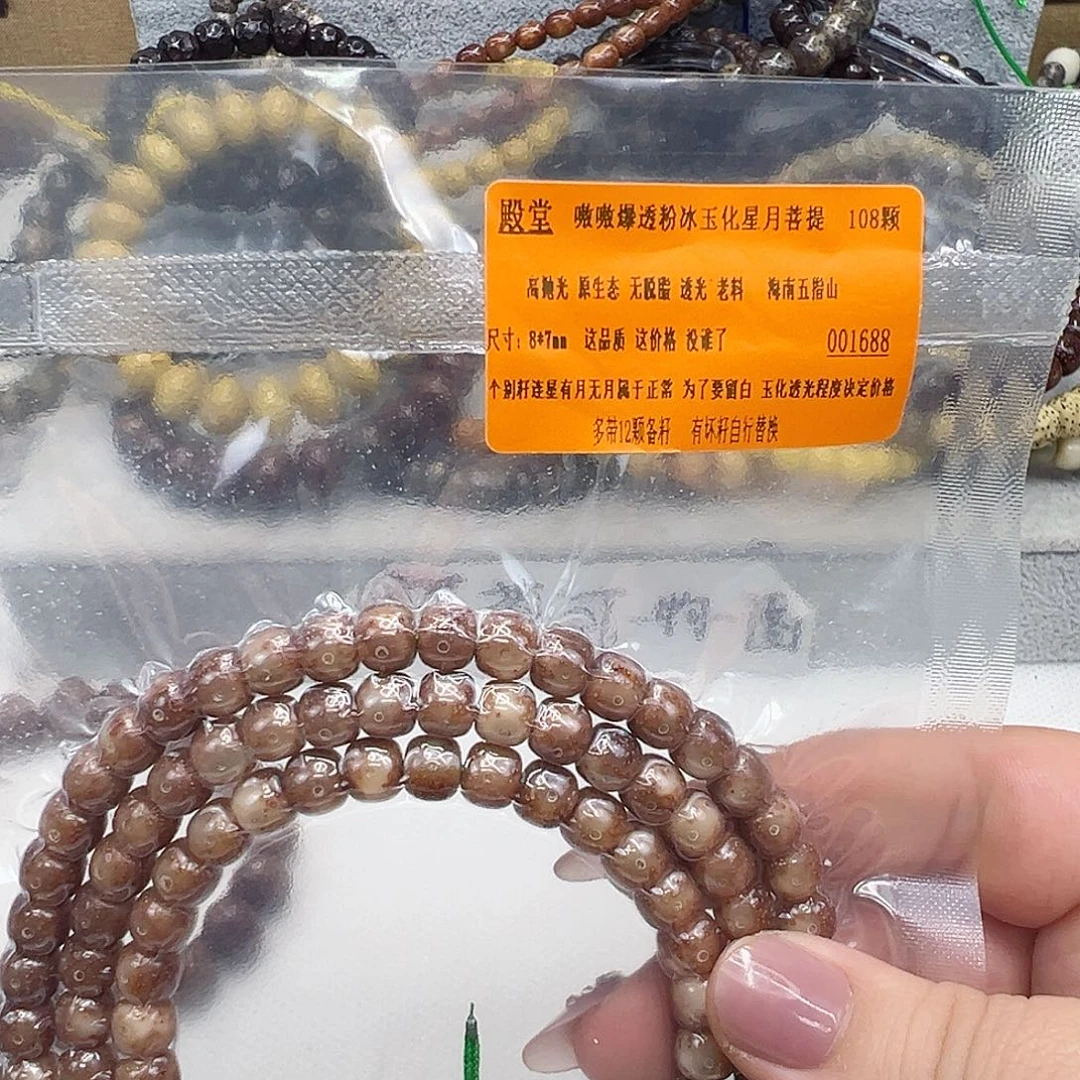 殿堂 嗷嗷爆透粉冰玉化星月菩提 108颗
高抛光 原生态 无脱脂 透光 老料 海南五指山
尺寸：8*7mm 这品质 这价格 没谁了 001688
个别籽连星有月无月属于正常 为了要留白 玉化透光程度决定价格
多带12颗备籽 有坏籽自行替换